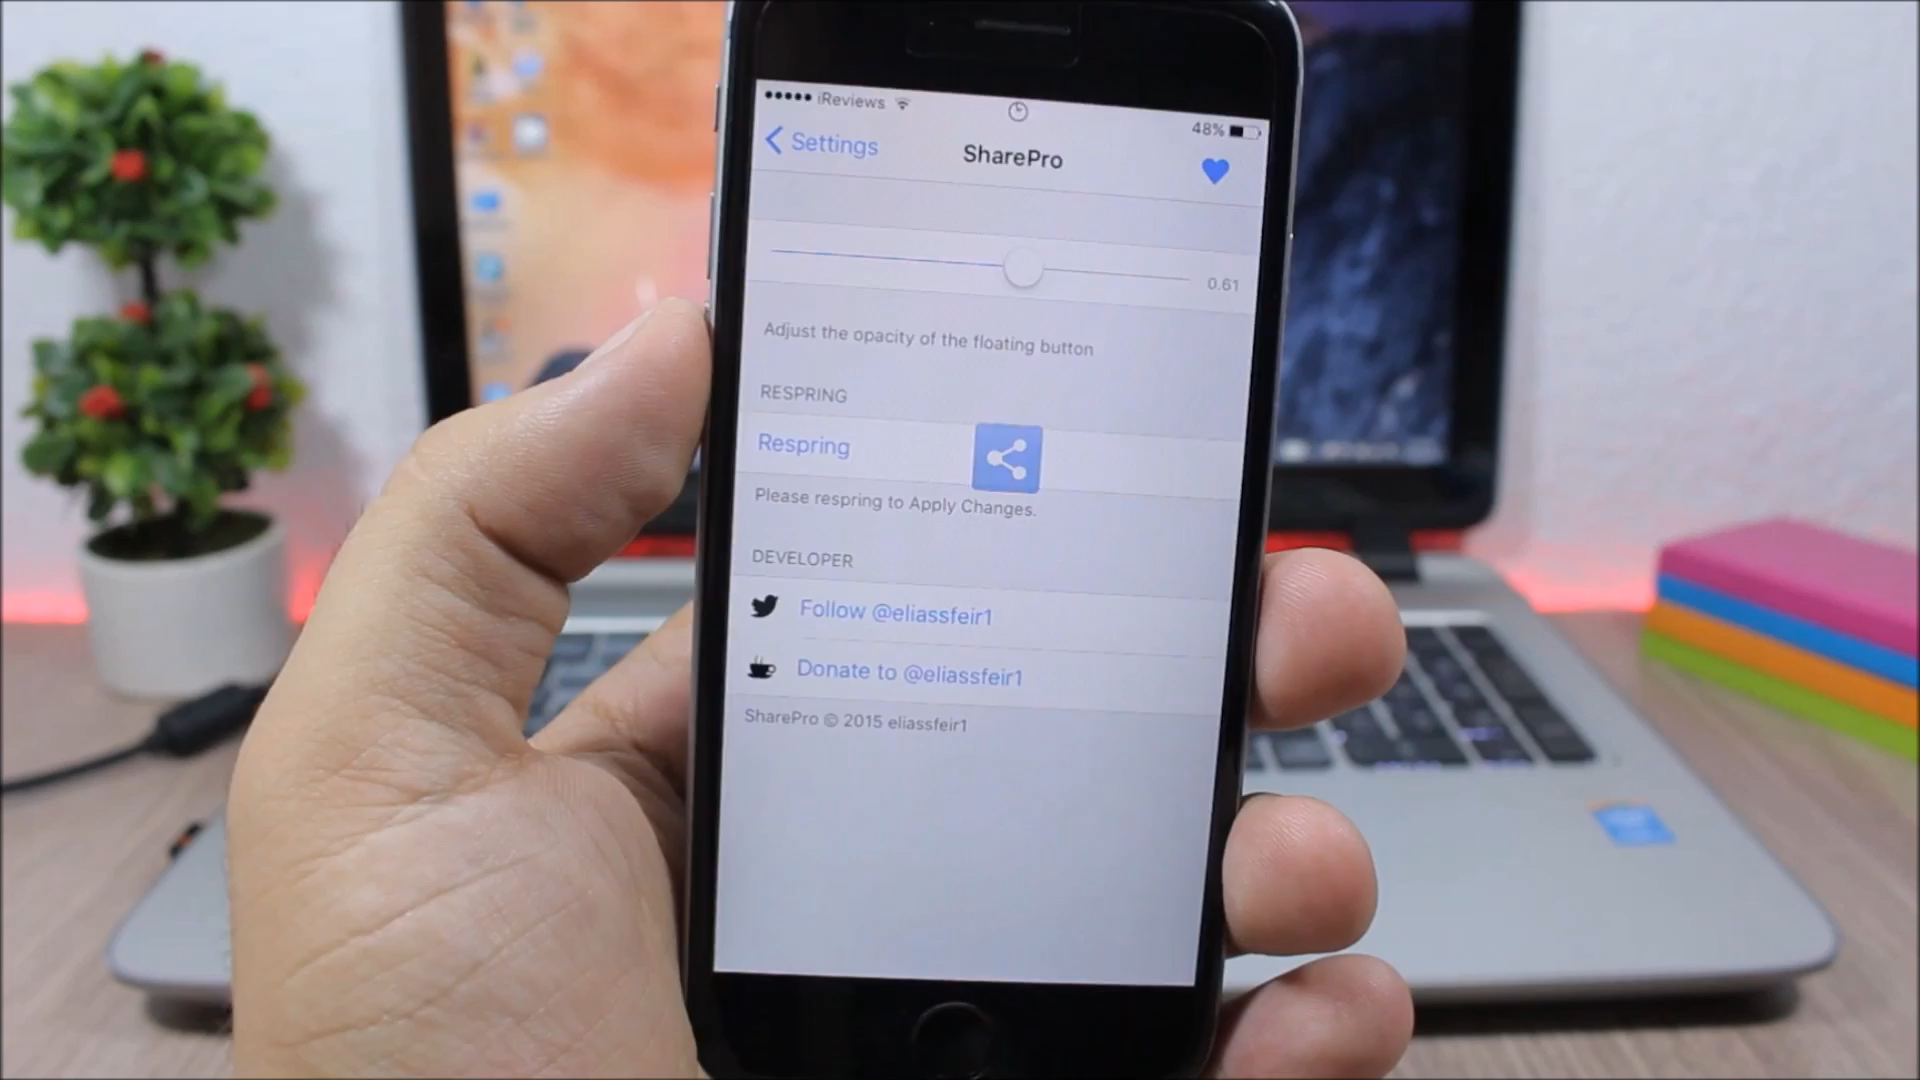 iReviews
48%
Settings
SharePro
0.61
Adjust the opacity of the floating button
RESPRING
Respring
Please respring to Apply Changes.
DEVELOPER
Follow @eliassfeir1
Donate to @eliassfeir1
SharePro © 2015 eliassfeir1